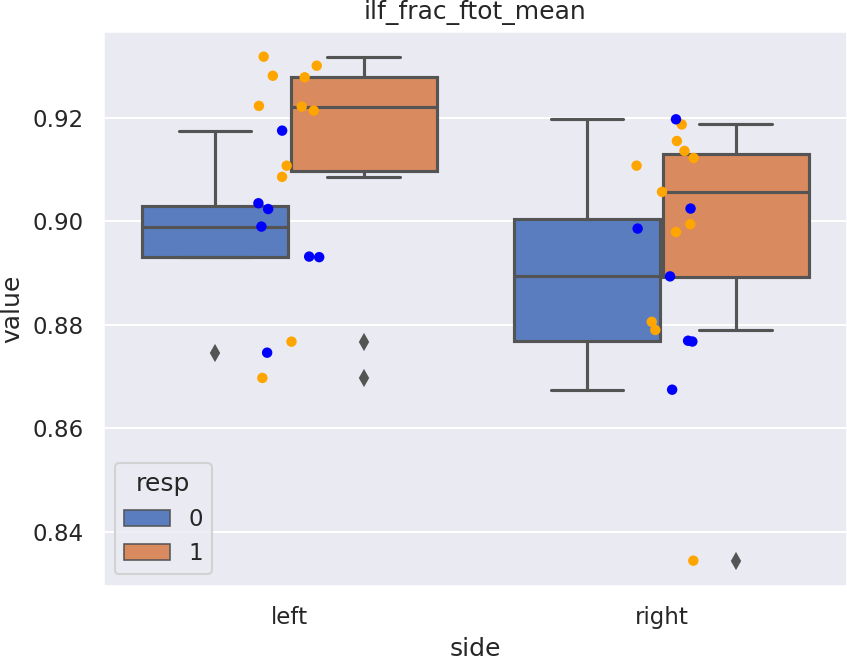 ilf_frac_ftot_mean
value
0.92
0.90
0.88
0.86
0.84
resp
0
1
left
right
side